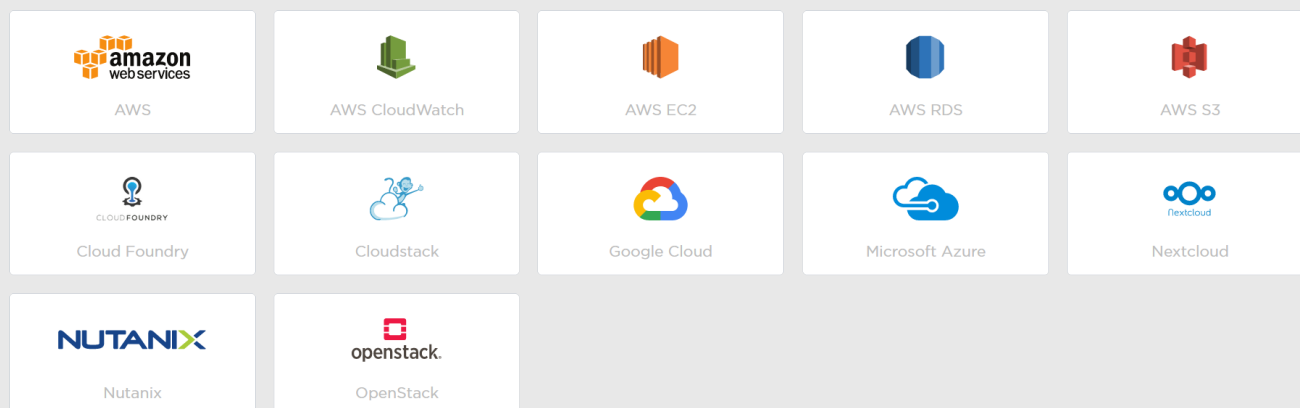 amazon
web services
AWS
AWS CloudWatch
AWS EC2
AWS RDS
AWS S3
CLOUDFOUNDRY
Cloud Foundry
Cloudstack
Google Cloud
Microsoft Azure
Nextcloud
Nextcloud
NUTANIX
Nutanix
openstack.
OpenStack